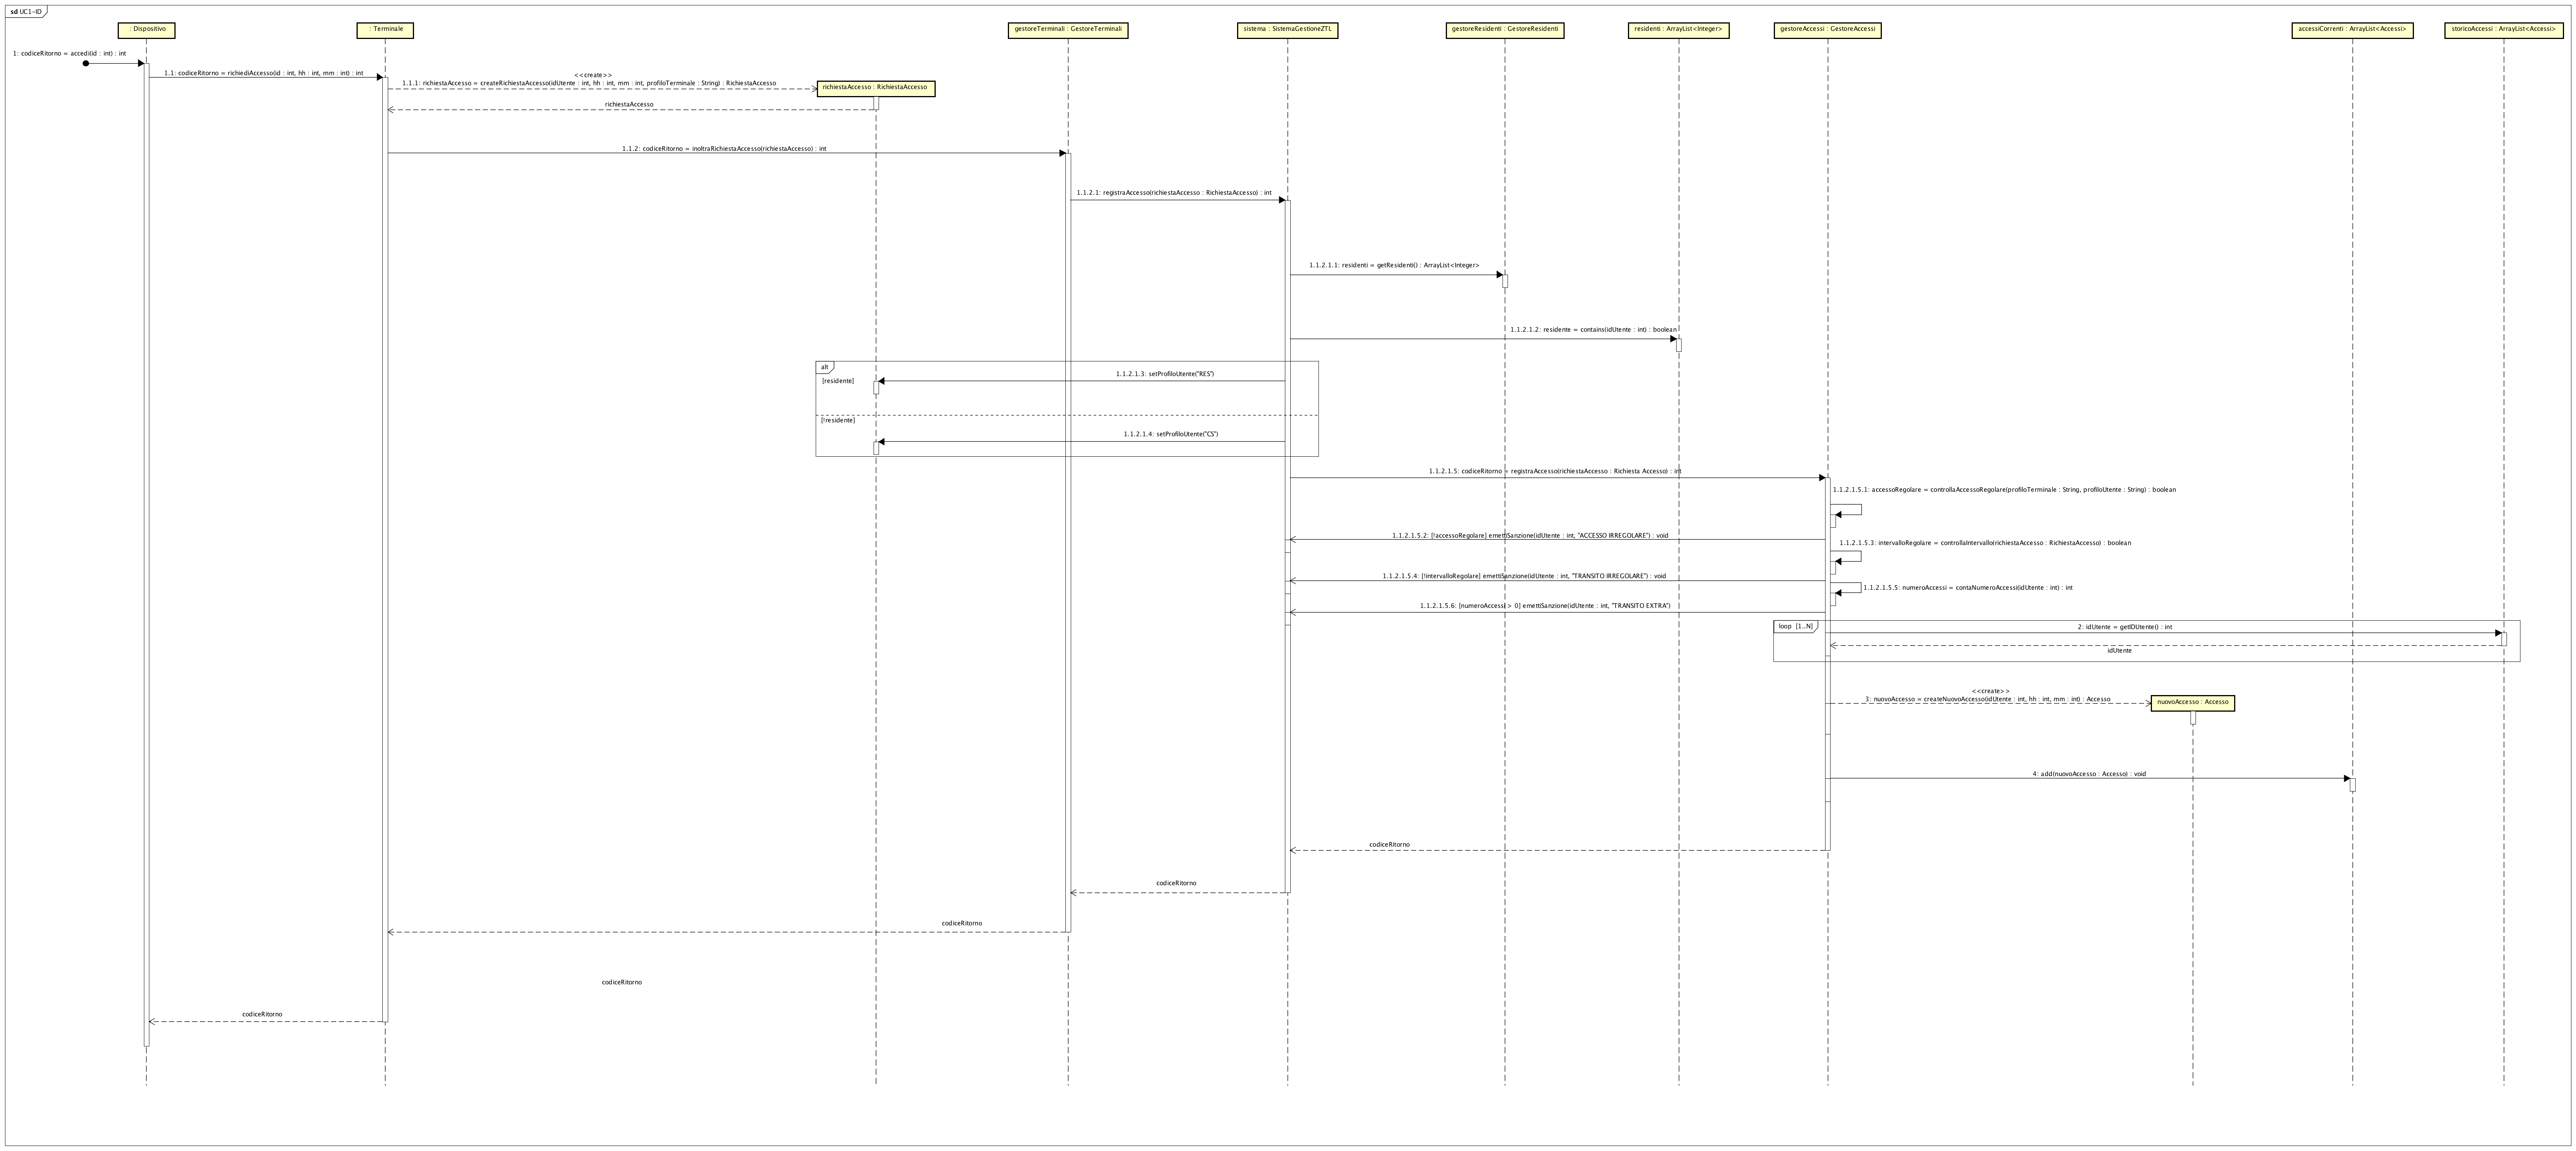 sd UC1-ID
: Dispositivo
: Terminale
gestoreTerminali : GestoreTerminali
sistema : SistemaGestioneZTL
gestoreResidenti : GestoreResidenti
residenti : ArrayList<Integer>
gestoreAccessi : GestoreAccessi
accessiCorrenti : ArrayList<Accessi>
storicoAccessi : ArrayList<Accessi>
1: codiceRitorno = accedi(id : int) : int
1.1: codiceRitorno = richiediAccesso(id : int, hh : int, mm : int) : int
<<create>>
1.1.1: richiestaAccesso = createRichiestaAccesso(idUtente : int, hh : int, mm : int, profiloTerminale : String) : RichiestaAccesso
richiestaAccesso : RichiestaAccesso
richiestaAccesso
1.1.2: codiceRitorno = inoltraRichiestaAccesso(richiestaAccesso) : int
1.1.2.1: registraAccesso(richiestaAccesso : RichiestaAccesso) : int
1.1.2.1.1: residenti = getResidenti() : ArrayList<Integer>
1.1.2.1.2: residente = contains(idUtente : int) : boolean
alt
1.1.2.1.3: setProfiloUtente("RES")
[residente]
[!residente]
1.1.2.1.4: setProfiloUtente("CS")
1.1.2.1.5: codiceRitorno = registraAccesso(richiestaAccesso : Richiesta Accesso) : int
1.1.2.1.5.1: accessoRegolare = controllaAccessoRegolare(profiloTerminale : String, profiloUtente : String) : boolean
1.1.2.1.5.2: [!accessoRegolare] emettiSanzione(idUtente : int, "ACCESSO IRREGOLARE") : void
1.1.2.1.5.3: intervalloRegolare = controllaIntervallo(richiestaAccesso : RichiestaAccesso) : boolean
1.1.2.1.5.4: [!intervalloRegolare] emettiSanzione(idUtente : int, "TRANSITO IRREGOLARE") : void
1.1.2.1.5.5: numeroAccessi = contaNumeroAccessi(idUtente : int) : int
1.1.2.1.5.6: [numeroAccessi > 0] emettiSanzione(idUtente : int, "TRANSITO EXTRA")
loop [1..N]
2: idUtente = getIDUtente() : int
idUtente
<<create>>
3: nuovoAccesso = createNuovoAccesso(idUtente : int, hh : int, mm : int) : Accesso
nuovoAccesso : Accesso
4: add(nuovoAccesso : Accesso) : void
codiceRitorno
codiceRitorno
codiceRitorno
codiceRitorno
codiceRitorno